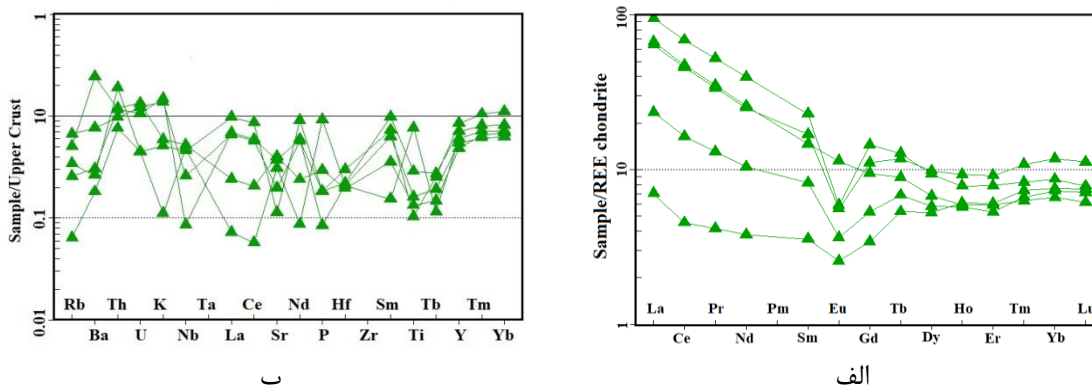 Sample/Upper Crust
1
10
0.1
0.01
Rb Th K Ta Ce Nd Hf Sm Tb Tm
Ba U Nb La Sr P Zr Ti Y Yb
ب
Sample/REE chondrite
100
10
1
La Pr Pm Eu Tb Ho Tm Lu
Ce Nd Sm Gd Dy Er Yb
الف